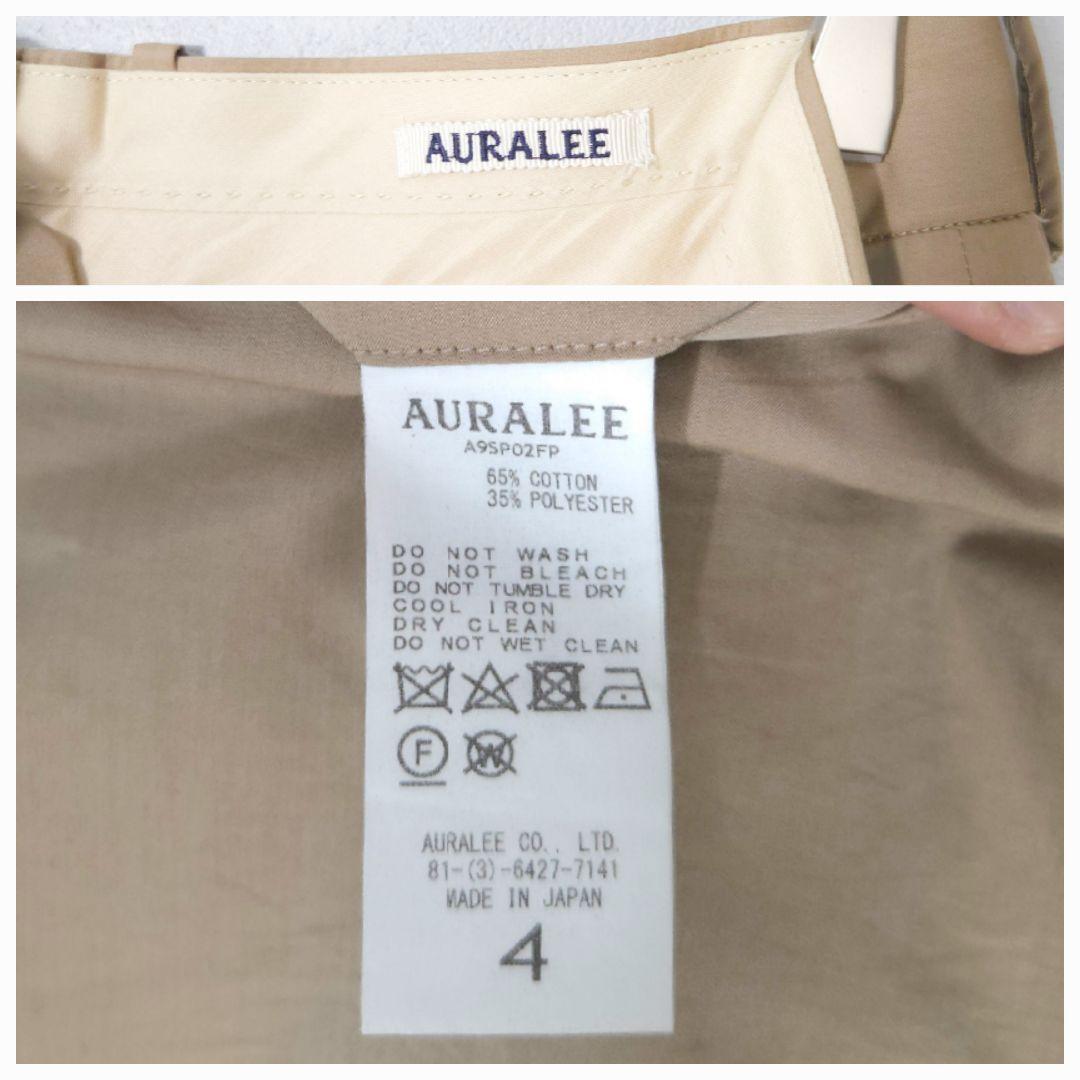 AURALEE
AURALEE
A9SP02FP
65% COTTON
35% POLYESTER
DO NOT WASH
DO NOT BLEACH
DO NOT TUMBLE DRY
COOL IRON
DRY CLEAN
DO NOT WET CLEAN
F W
AURALEE CO., LTD.
81-(3)-6427-7141
MADE IN JAPAN
4